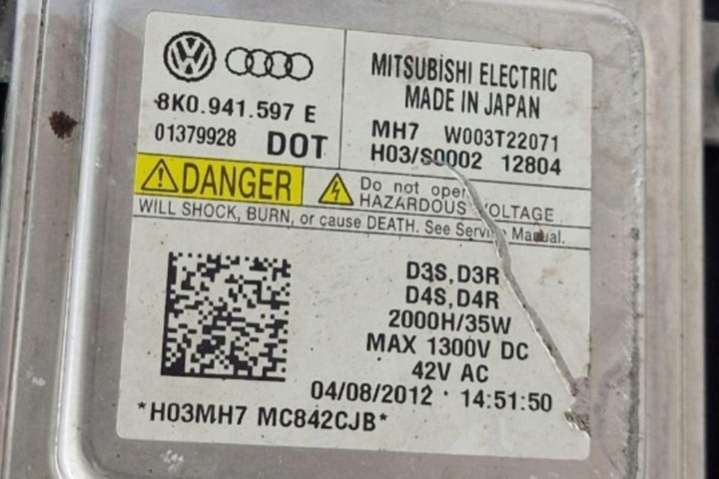 8K0.941.597 E
01379928 DOT
MITSUBISHI ELECTRIC
MADE IN JAPAN
MH7 W003T22071
H03/S0002 12804
DANGER
Do not open
HAZARDOUS VOLTAGE
WILL SHOCK, BURN, or cause DEATH. See Service Manual.
D3S, D3R
D4S, D4R
2000H/35W
MAX 1300V DC
42V AC
04/08/2012 14:51:50
*H03MH7 MC842CJB*